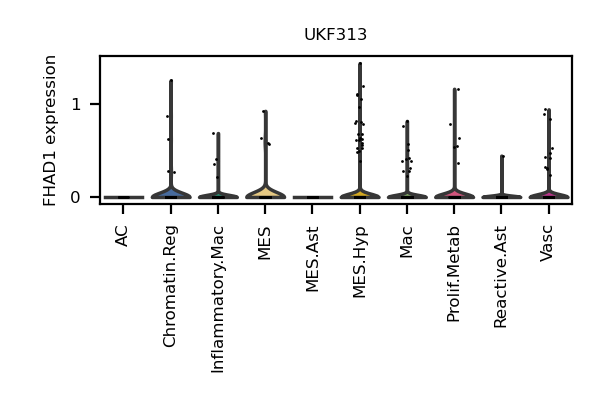 UKF313
FHAD1 expression
1
0
AC
Chromatin.Reg
Inflammatory.Mac
MES
MES.Ast
MES.Hyp
Mac
Prolif.Metab
Reactive.Ast
Vasc